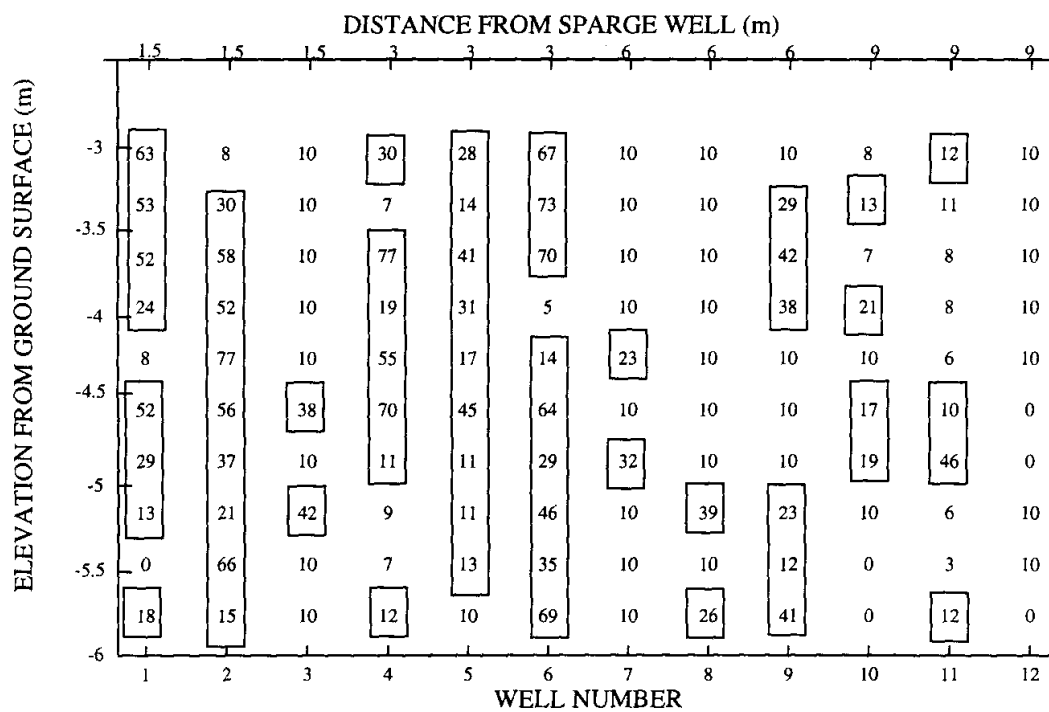 DISTANCE FROM SPARGE WELL (m)
1.5 1.5 1.5 3 3 3 6 6 6 9 9 9
ELEVATION FROM GROUND SURFACE (m)
-3 63 8 10 30 28 67 10 10 10 8 12 10
53 30 10 7 14 73 10 10 29 13 11 10
-3.5
52 58 10 77 41 70 10 10 42 7 8 10
-4 24 52 10 19 31 5 10 10 38 21 8 10
8 77 10 55 17 14 23 10 10 10 6 10
-4.5
52 56 38 70 45 64 10 10 10 17 10 0
29 37 10 11 11 29 32 10 10 19 46 0
-5
13 21 42 9 11 46 10 39 23 10 6 10
-5.5 0 66 10 7 13 35 10 10 12 0 3 10
18 15 10 12 10 69 10 26 41 0 12 0
-6
1 2 3 4 5 6 7 8 9 10 11 12
WELL NUMBER